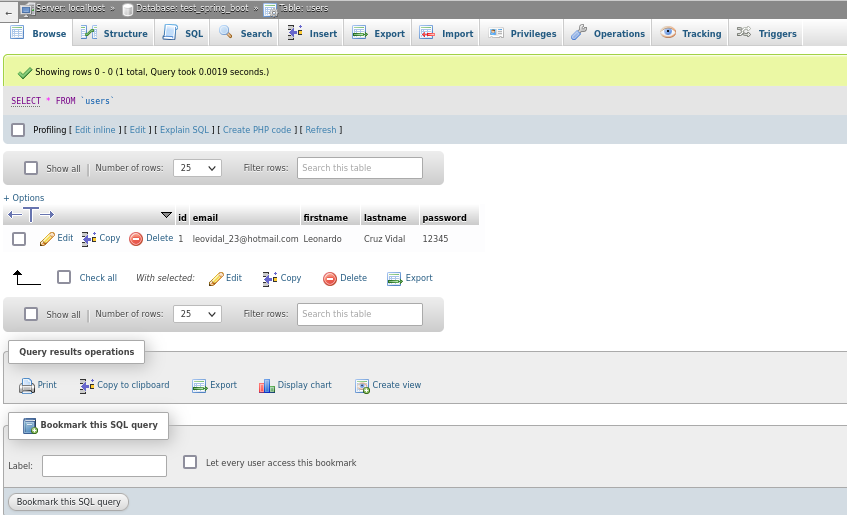 ← Server: localhost » Database: test_spring_boot » Table: users
Browse Structure SQL Search Insert Export Import Privileges Operations Tracking Triggers
Showing rows 0 - 0 (1 total, Query took 0.0019 seconds.)
SELECT * FROM `users`
Profiling [ Edit inline ] [ Edit ] [ Explain SQL ] [ Create PHP code ] [ Refresh ]
Show all | Number of rows: 25 Filter rows: Search this table
+ Options
←T→ id email firstname lastname password
Edit Copy Delete 1 leovidal_23@hotmail.com Leonardo Cruz Vidal 12345
Check all With selected: Edit Copy Delete Export
Show all | Number of rows: 25 Filter rows: Search this table
Query results operations
Print Copy to clipboard Export Display chart Create view
Bookmark this SQL query
Label: Let every user access this bookmark
Bookmark this SQL query